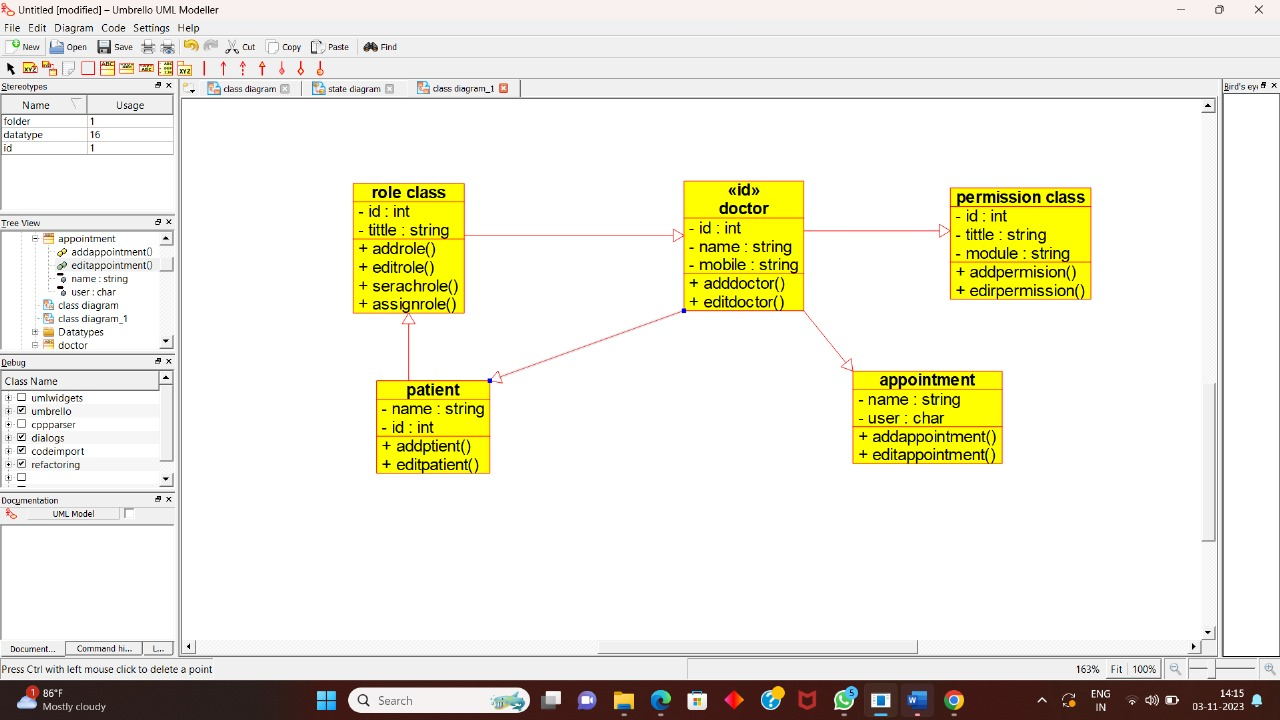 Untitled [modified] – Umbrello UML Modeller
File Edit Diagram Code Settings Help
New Open Save Cut Copy Paste Find
Stereotypes
Name Usage
folder 1
datatype 16
id 1
Tree View
appointment
addappointment()
editappointment()
name : string
user : char
class diagram
class diagram_1
Datatypes
doctor
Debug
Class Name
umlwidgets
umbrello
cppparser
dialogs
codeimport
refactoring
Documentation
UML Model
Document... Command hi... L...
class diagram state diagram class diagram_1
Bird's ey
role class
- id : int
- tittle : string
+ addrole()
+ editrole()
+ serachrole()
+ assignrole()
«id»
doctor
- id : int
- name : string
- mobile : string
+ adddoctor()
+ editdoctor()
permission class
- id : int
- tittle : string
- module : string
+ addpermision()
+ edirpermission()
patient
- name : string
- id : int
+ addptient()
+ editpatient()
appointment
- name : string
- user : char
+ addappointment()
+ editappointment()
Press Ctrl with left mouse click to delete a point
163% Fit 100%
1
86°F
Mostly cloudy
Search
5
ENG
IN
14:15
03-11-2023